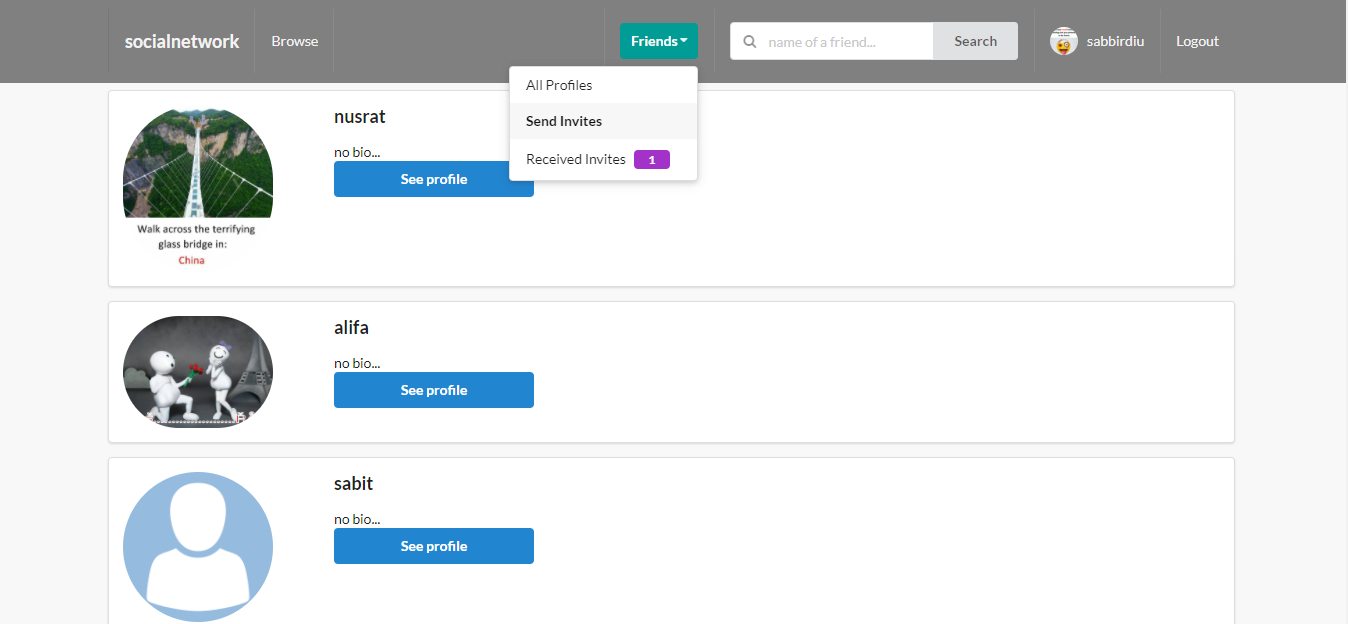 socialnetwork
Browse
Friends
name of a friend...
Search
sabbirdiu
Logout
All Profiles
Send Invites
Received Invites 1
nusrat
no bio...
See profile
Walk across the terrifying
glass bridge in:
China
alifa
no bio...
See profile
sabit
no bio...
See profile